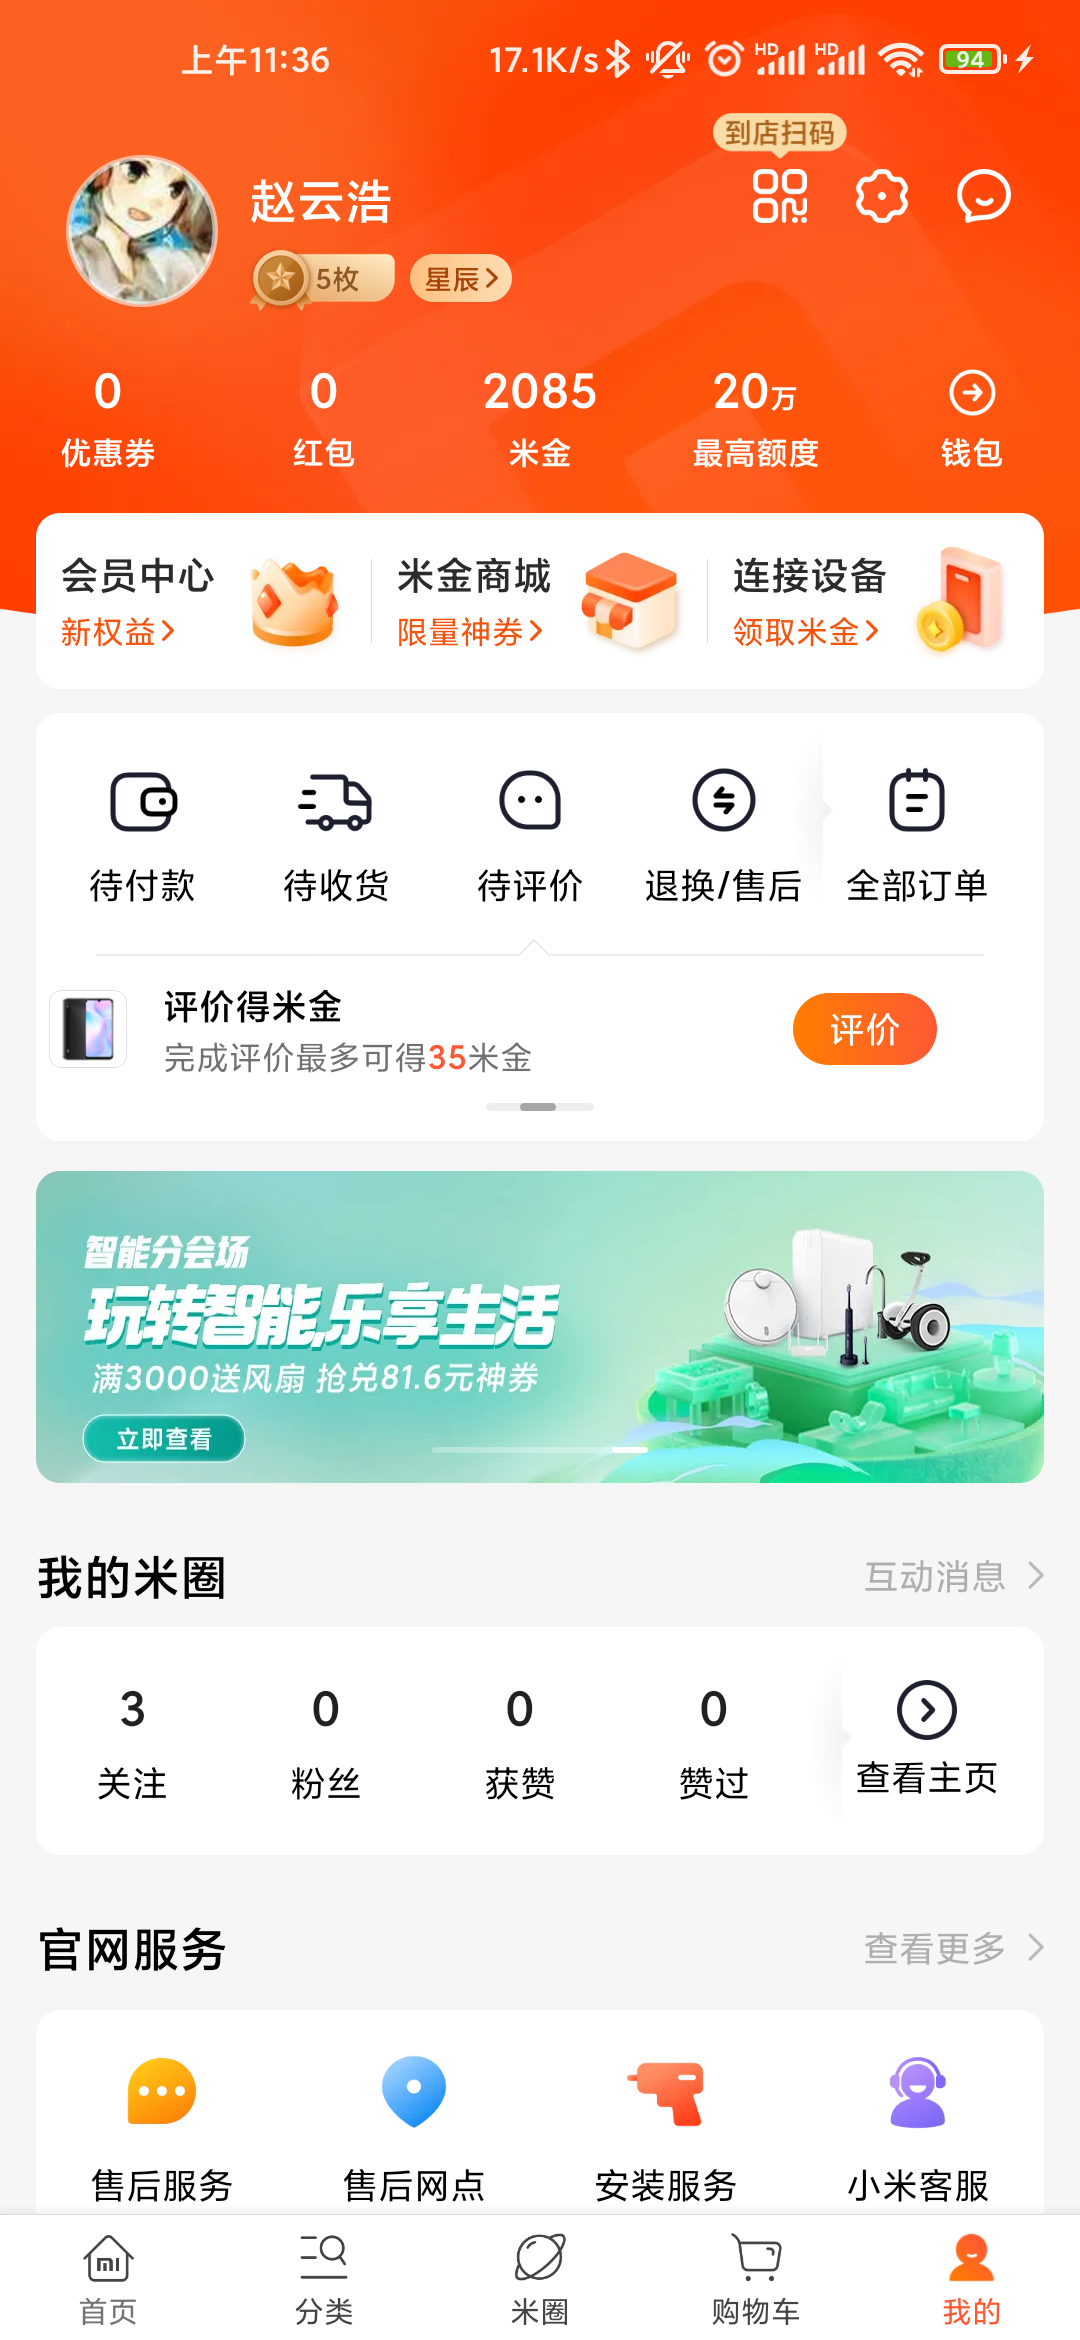 上午11:36
17.1K/s
HD
HD
94
到店扫码
赵云浩
5枚
星辰
0
0
2085
20万
优惠券
红包
米金
最高额度
钱包
会员中心
米金商城
连接设备
新权益
限量神券
领取米金
待付款
待收货
待评价
退换/售后
全部订单
评价得米金
完成评价最多可得35米金
评价
智能分会场
玩转智能,乐享生活
满3000送风扇 抢兑81.6元神券
立即查看
我的米圈
互动消息
3
0
0
0
关注
粉丝
获赞
赞过
查看主页
官网服务
查看更多
售后服务
售后网点
安装服务
小米客服
首页
分类
米圈
购物车
我的